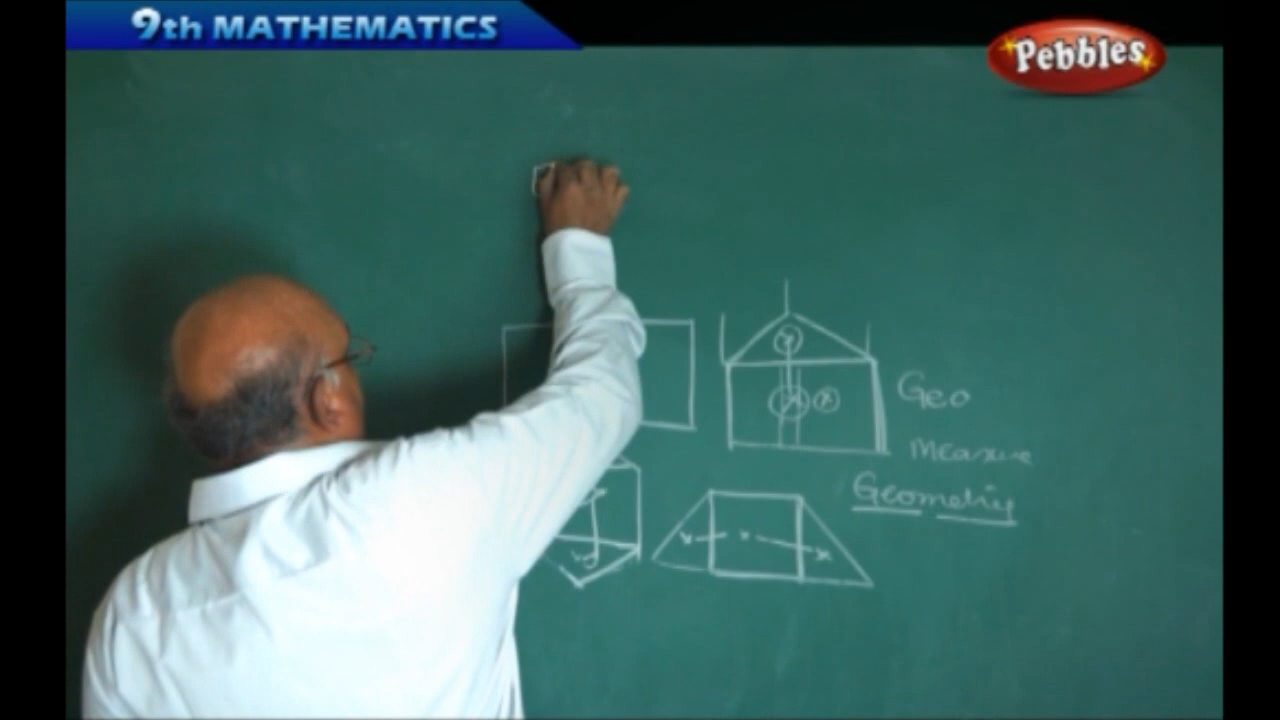 9th MATHEMATICS
Pebbles
Geo
Measure
Geometry
x
x x x